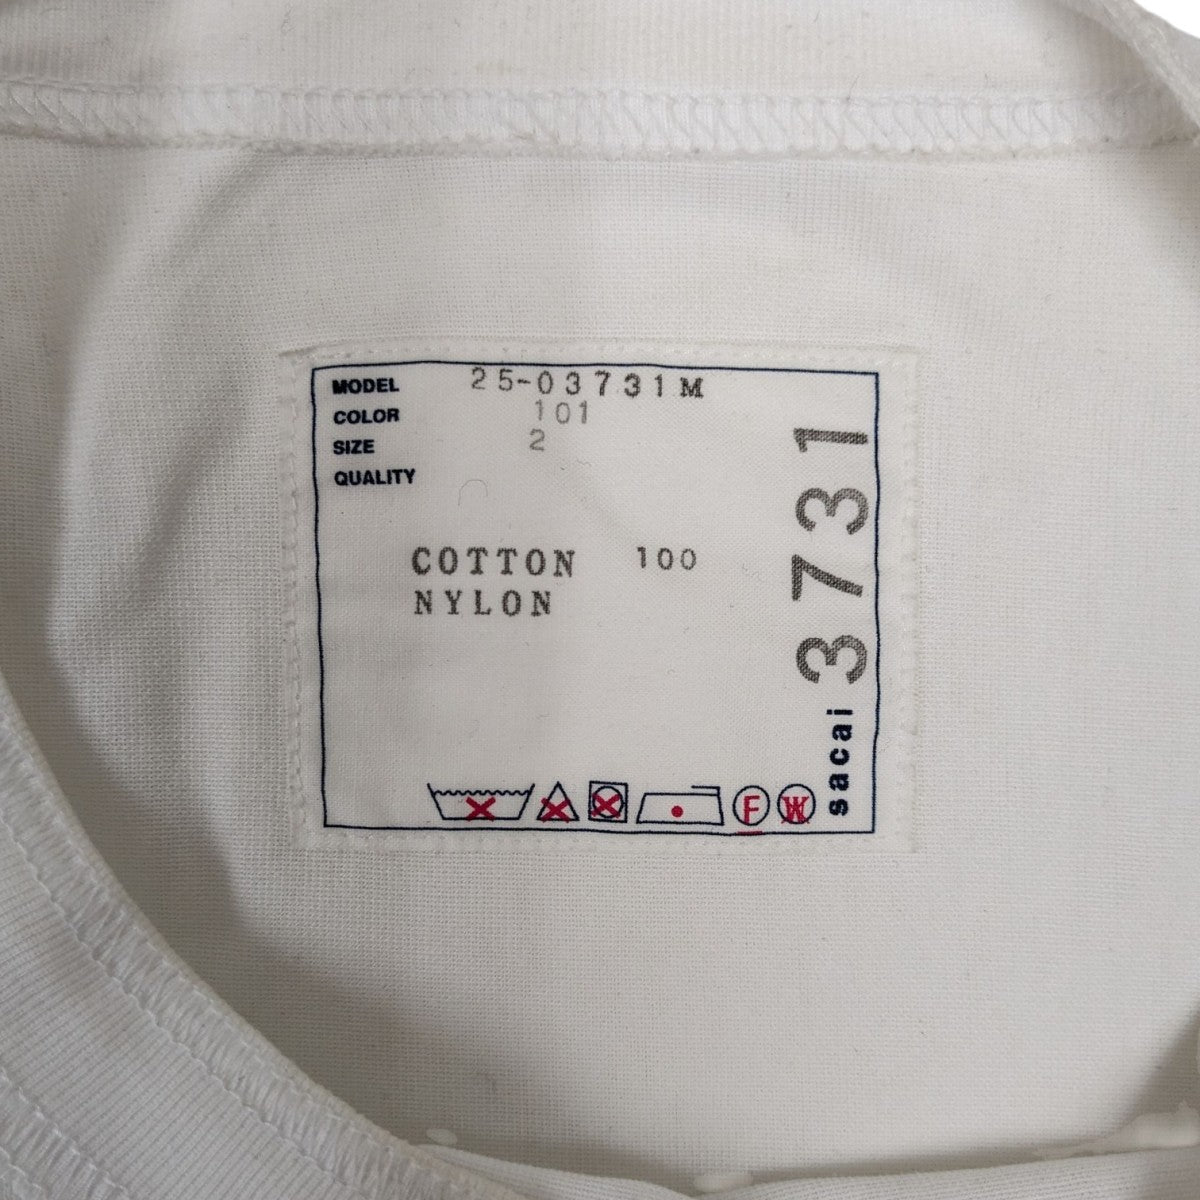 MODEL 25-03731M
COLOR 101
SIZE 2
QUALITY
COTTON 100
NYLON
F W
sacai 3731